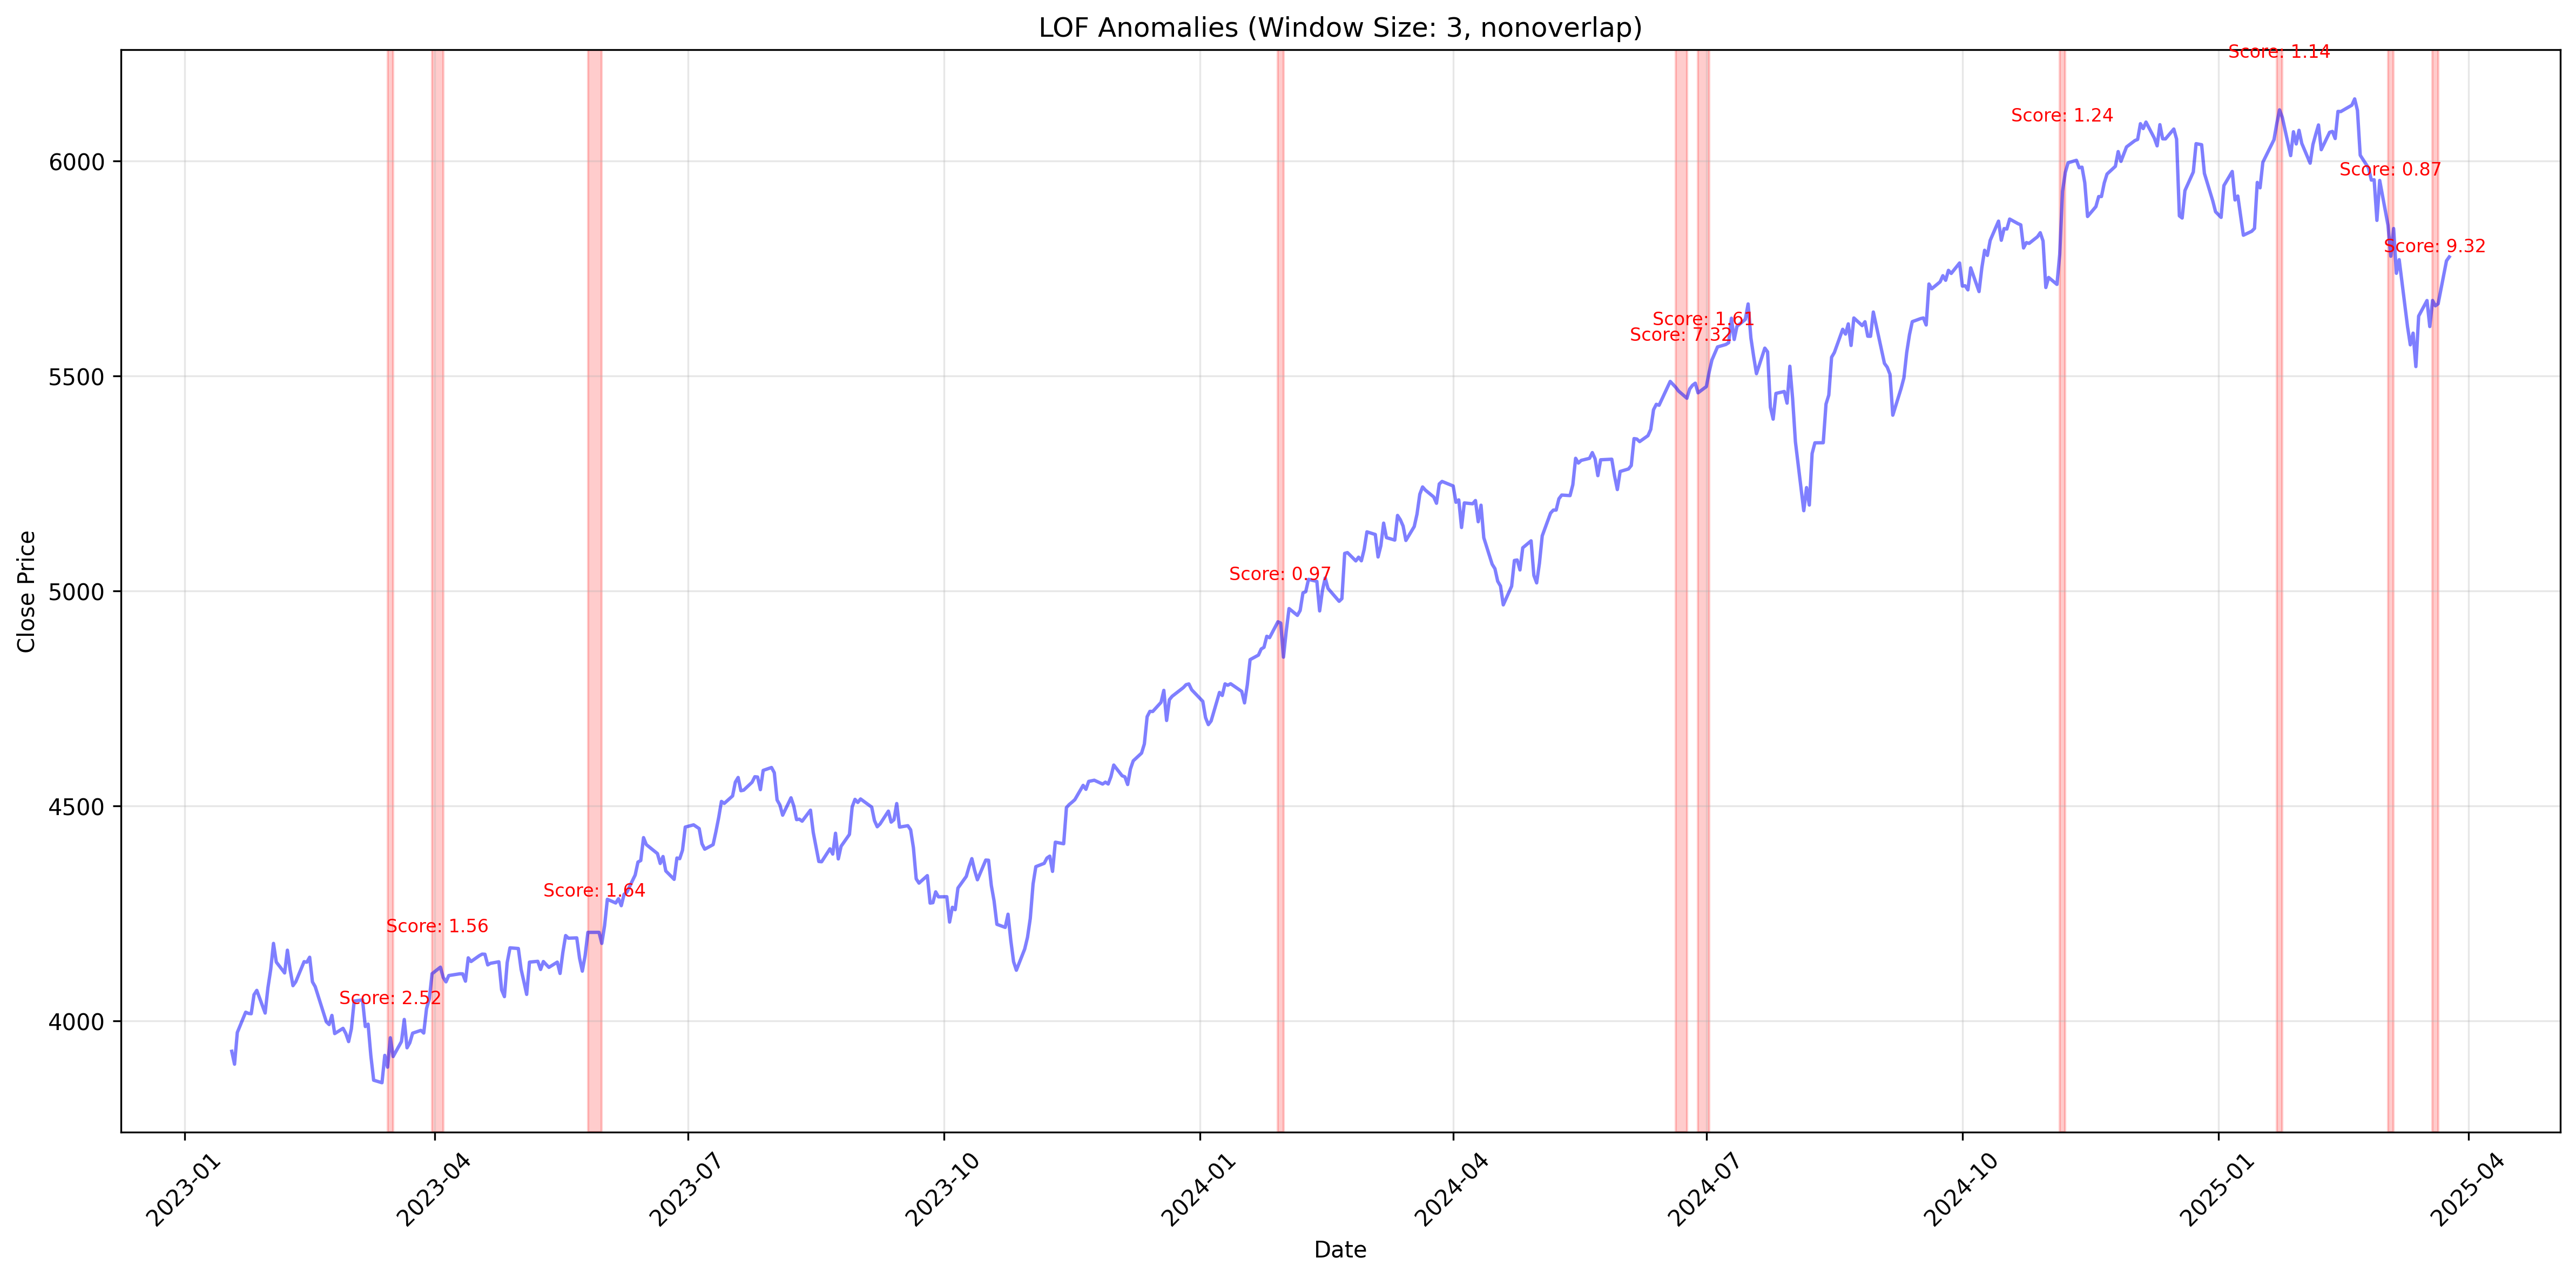 LOF Anomalies (Window Size: 3, nonoverlap)
Score: 1.14
Score: 1.24
Score: 0.87
Score: 9.32
Score: 1.61
Score: 7.32
Score: 0.97
Score: 1.64
Score: 1.56
Score: 2.52
Close Price
6000
5500
5000
4500
4000
2023-01
2023-04
2023-07
2023-10
2024-01
2024-04
2024-07
2024-10
2025-01
2025-04
Date